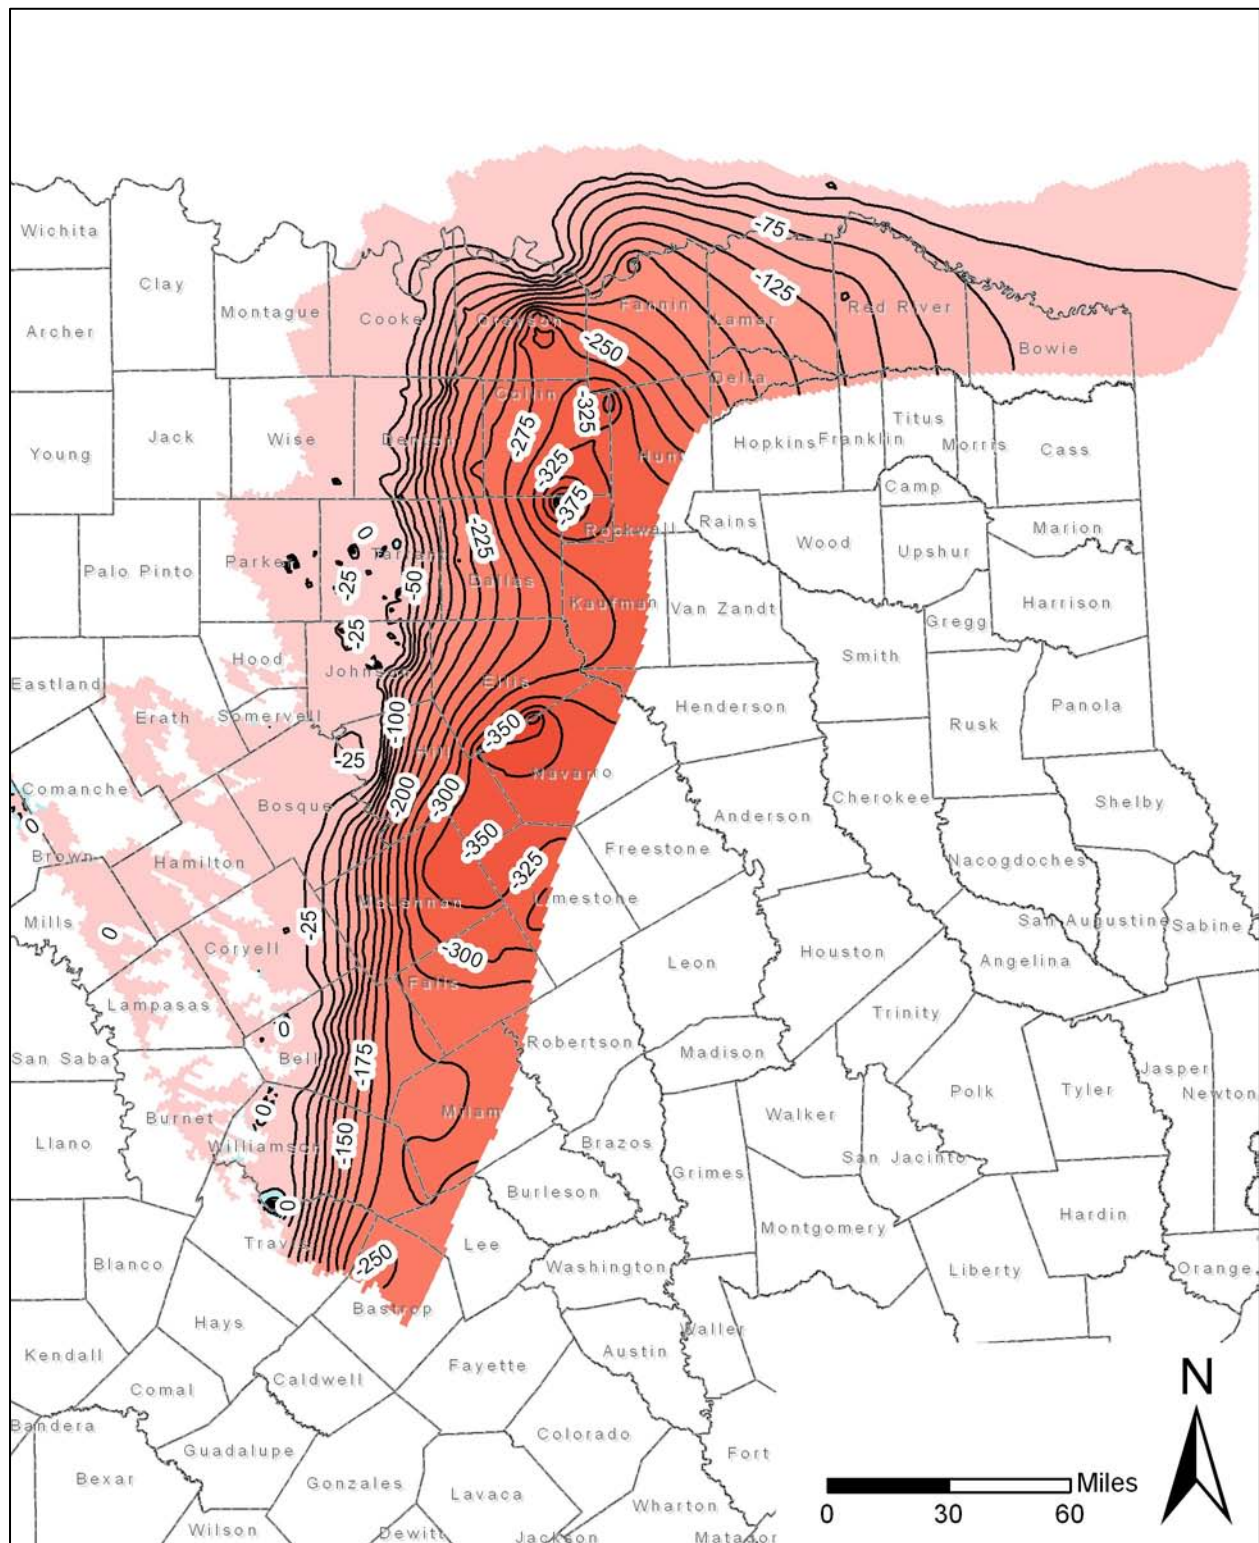 Wichita
Clay
Montague
Cooke
Grayson
Fannin
Lamar
Red River
Bowie
-75
-125
-250
Archer
Young
Jack
Wise
Denton
Collin
Delta
Hunt
Hopkins
Franklin
Titus
Morris
Cass
Camp
Marion
-275
-325
-325
-375
-225
Palo Pinto
Parker
Tarrant
Dallas
Rockwall
Rains
Wood
Upshur
Kaufman
Van Zandt
Gregg
Harrison
0
-25
-50
-25
Hood
Johnson
Ellis
Smith
Henderson
Rusk
Panola
Eastland
Erath
Somervell
-100
-25
-350
Hill
Navarro
Comanche
Bosque
-200
-300
Cherokee
Shelby
Anderson
0
Brown
Hamilton
-350
-325
Freestone
Nacogdoches
Mills
McLennan
Limestone
San Augustine
Sabine
0
Coryell
-25
-300
Falls
Leon
Houston
Angelina
Lampasas
Trinity
San Saba
0
Bell
-175
Robertson
Madison
Polk
Tyler
Jasper
Newton
Llano
Burnet
0
Williamson
-150
Milam
Brazos
Walker
San Jacinto
Grimes
Burleson
0
Travis
-250
Lee
Montgomery
Hardin
Blanco
Washington
Liberty
Orange
Bastrop
Hays
Waller
Kendall
Comal
Caldwell
Fayette
Austin
Bandera
Bexar
Guadalupe
Gonzales
Colorado
Lavaca
Fort
Wharton
Wilson
Dewitt
Jackson
Matagor
N
Miles
0 30 60